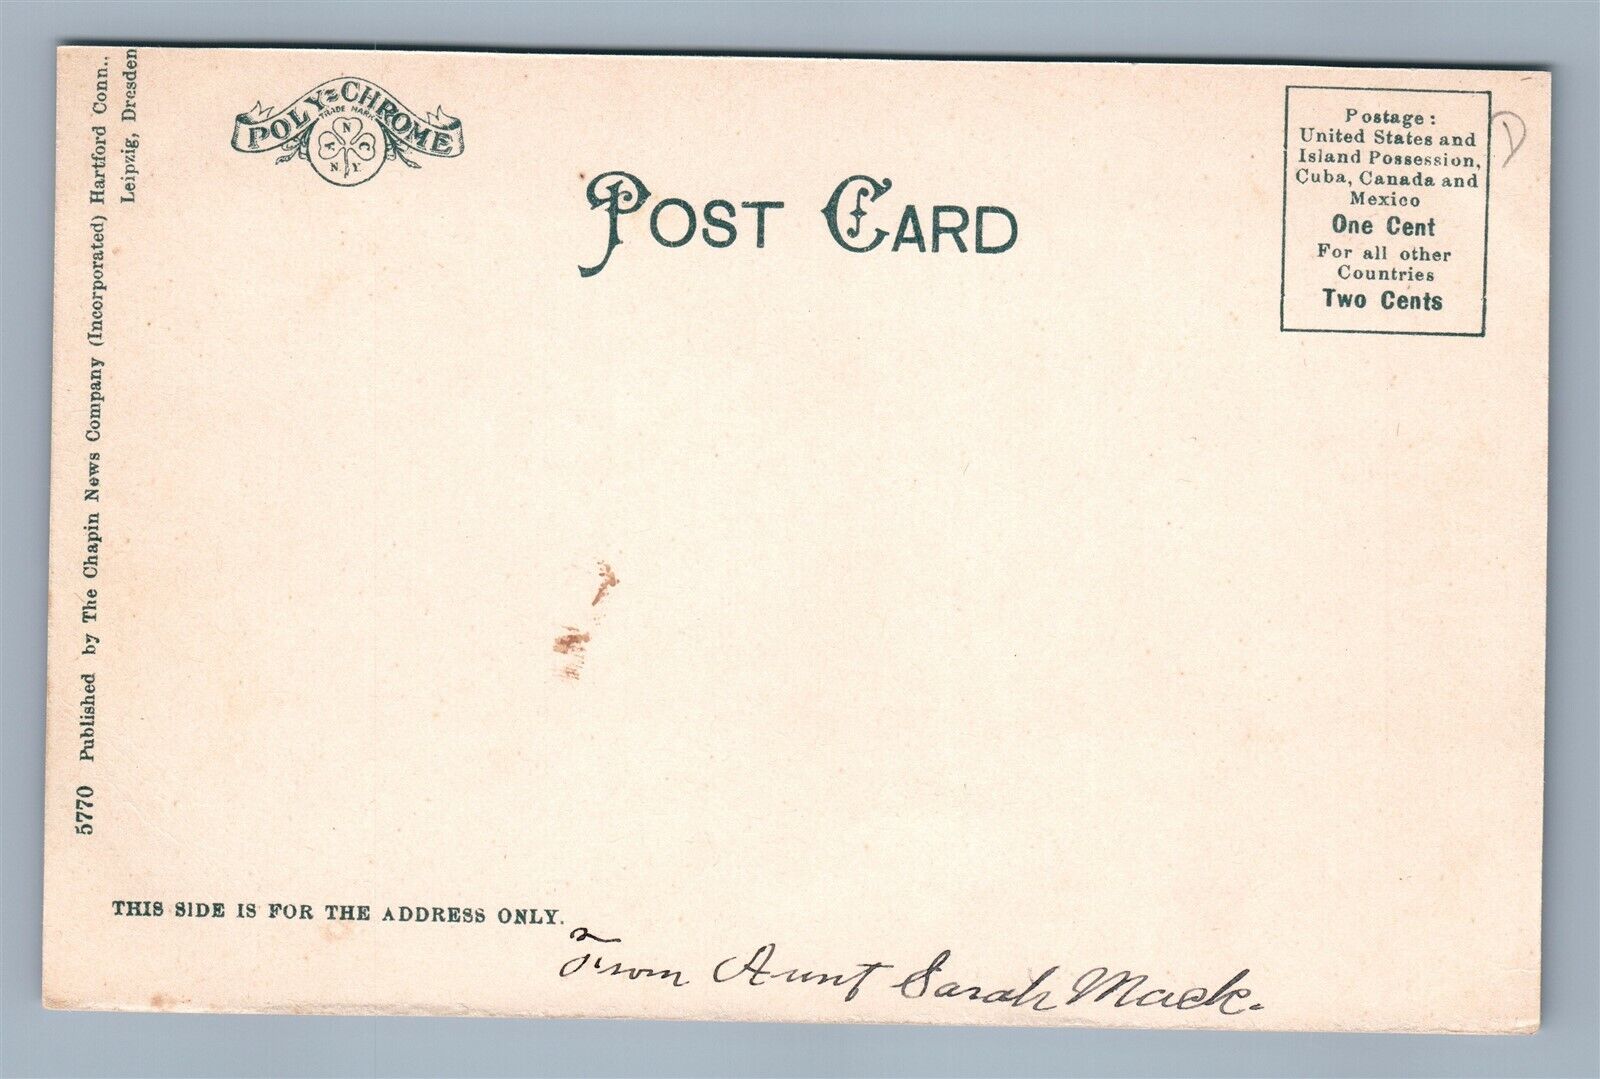 POLY-CHROME
TRADE MARK
A N C
N.Y.
POST CARD
Postage:
United States and
Island Possession,
Cuba, Canada and
Mexico
One Cent
For all other
Countries
Two Cents
D
5770 Published by The Chapin News Company (Incorporated) Hartford Conn.,
Leipzig, Dresden
THIS SIDE IS FOR THE ADDRESS ONLY.
From Aunt Sarah Mack.